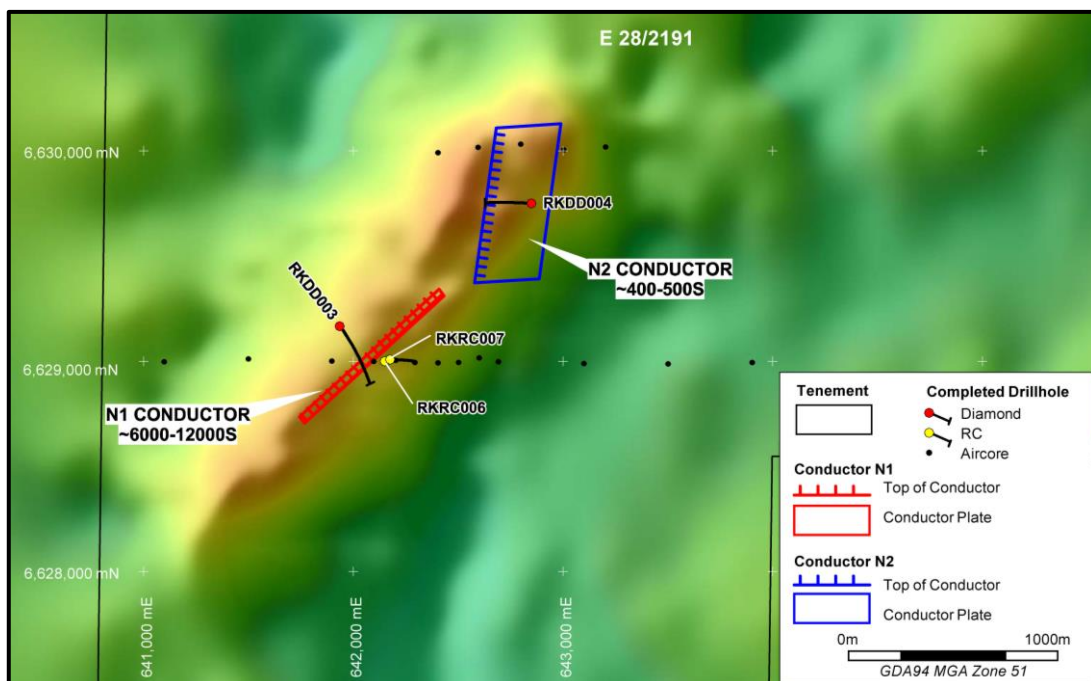 E 28/2191
6,630,000 mN
RKDD004
N2 CONDUCTOR
~400-500S
RKDD003
RKRC007
6,629,000 mN
RKRC006
N1 CONDUCTOR
~6000-12000S
6,628,000 mN
641,000 mE
642,000 mE
643,000 mE
Tenement
Completed Drillhole
Diamond
RC
Aircore
Conductor N1
Top of Conductor
Conductor Plate
Conductor N2
Top of Conductor
Conductor Plate
0m 1000m
GDA94 MGA Zone 51